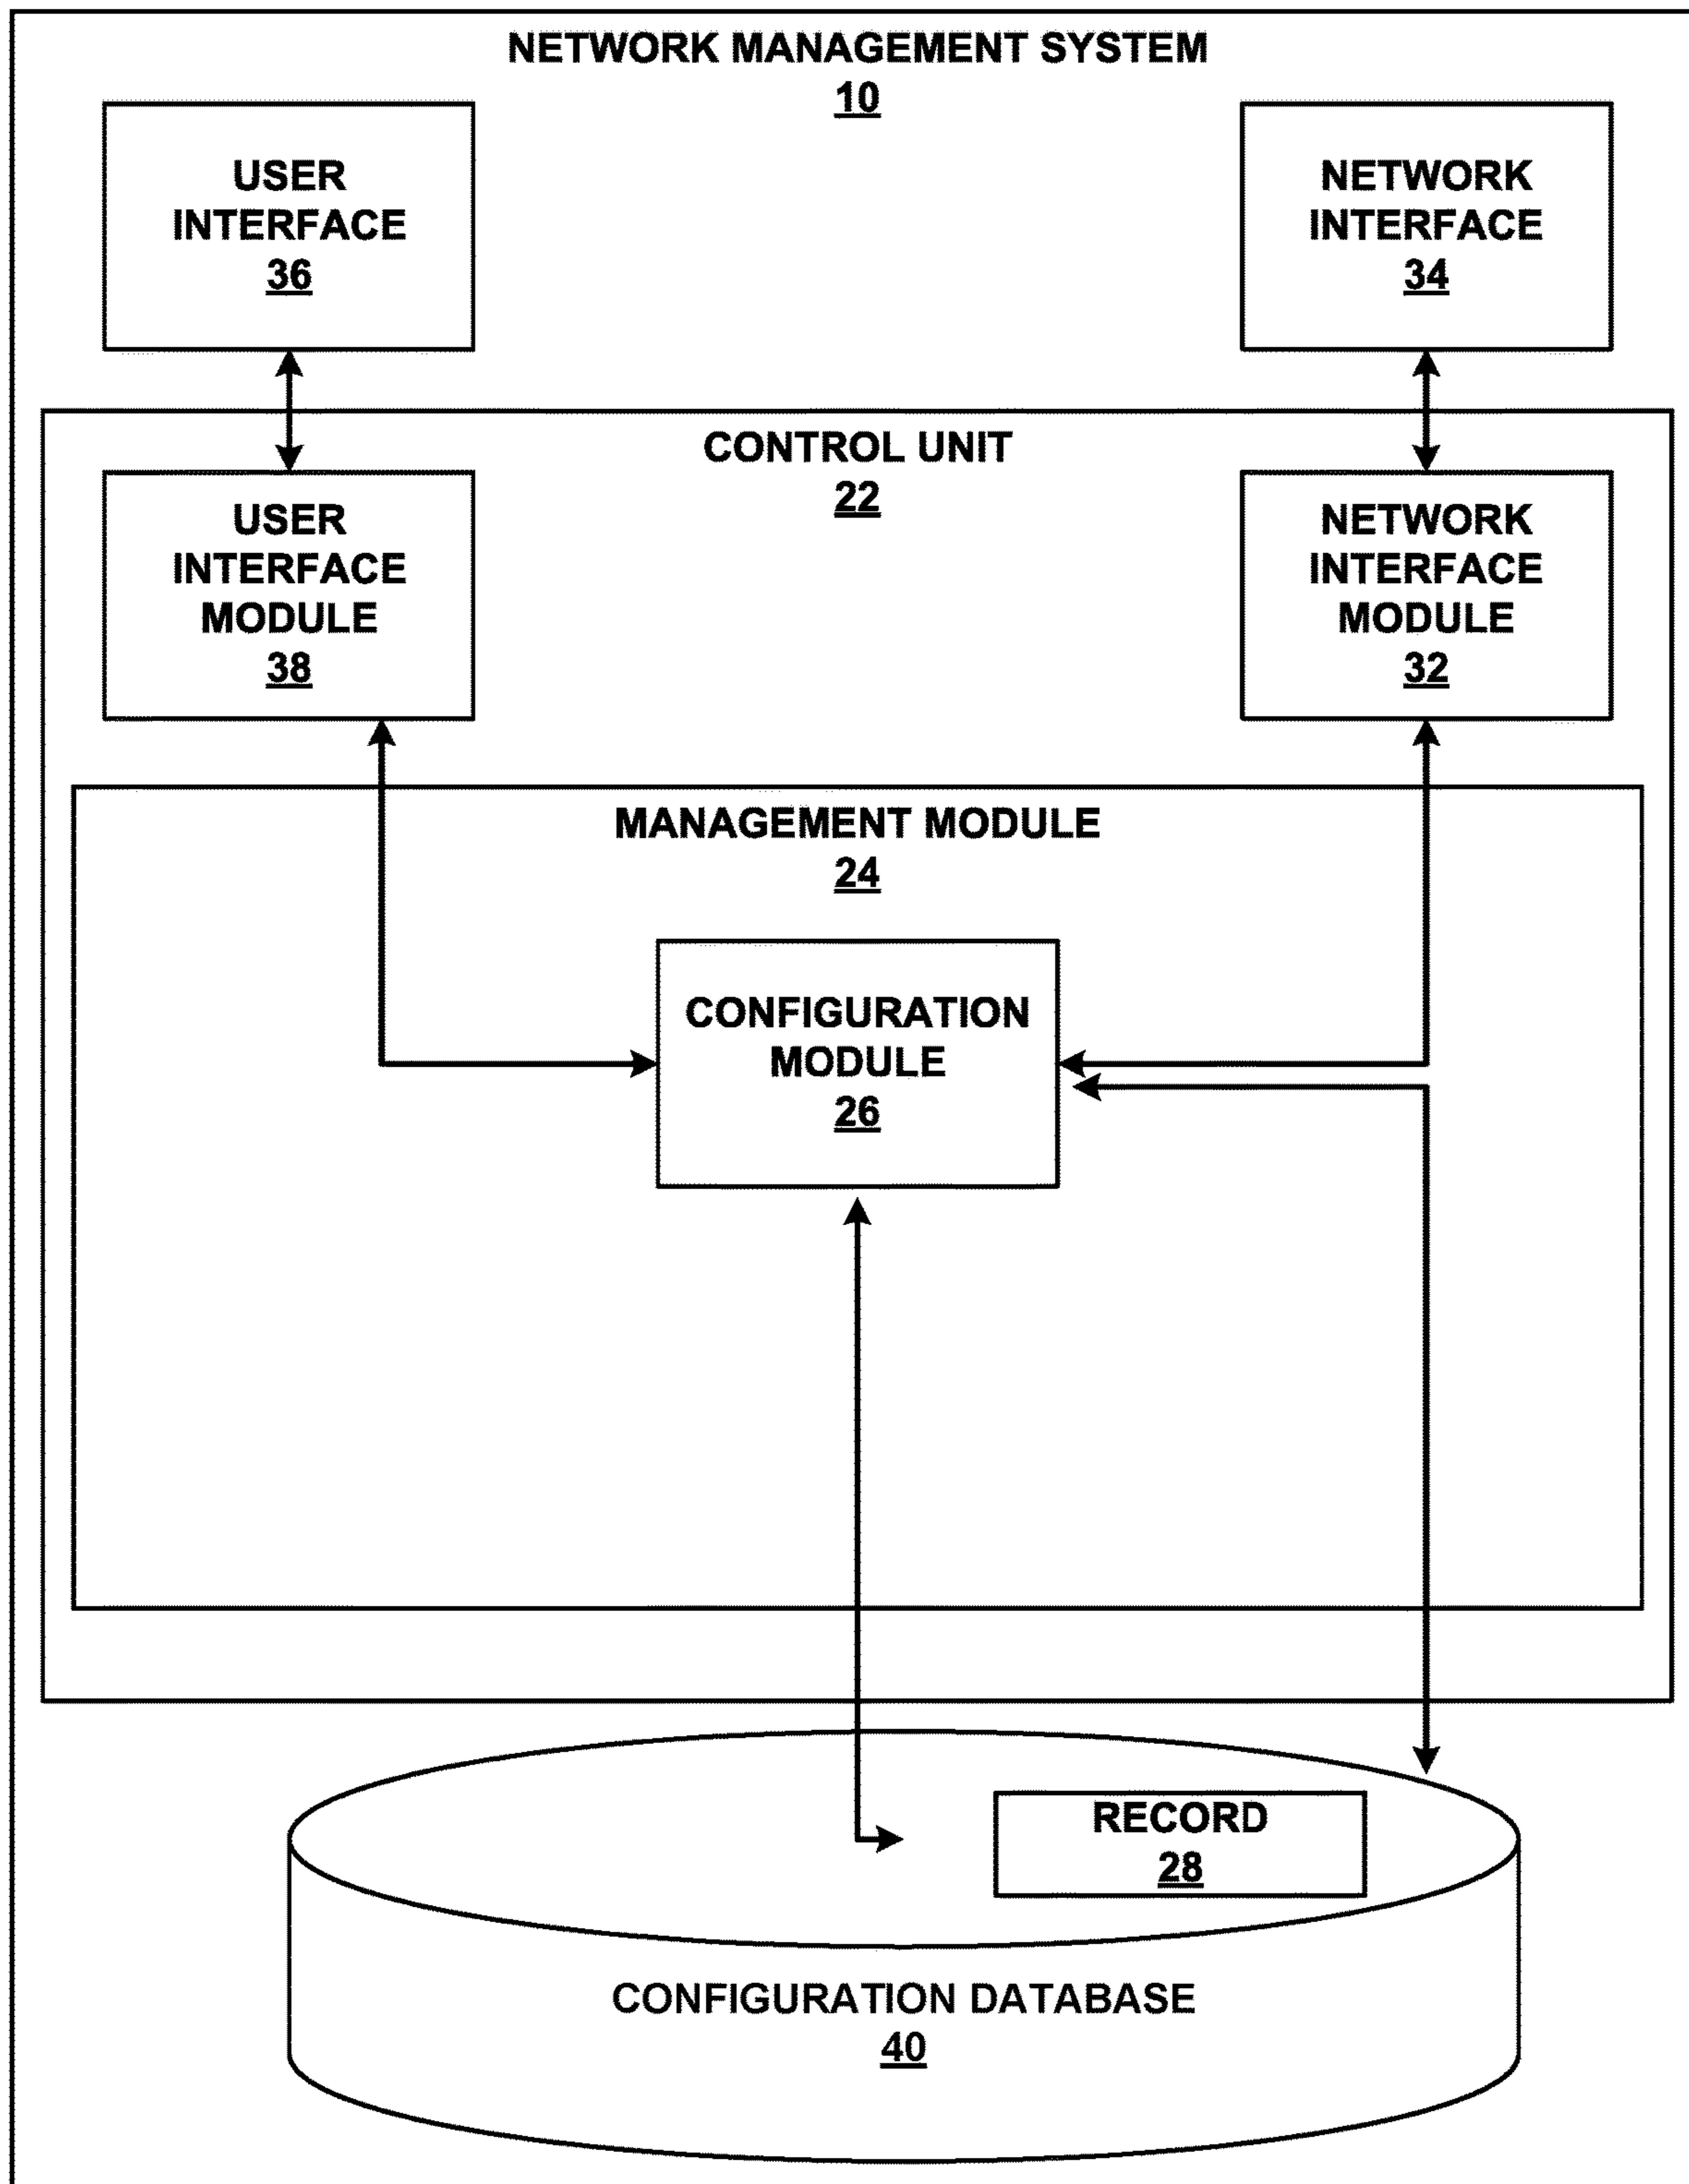 NETWORK MANAGEMENT SYSTEM
10
USER
INTERFACE
36
NETWORK
INTERFACE
34
CONTROL UNIT
22
USER
INTERFACE
MODULE
38
NETWORK
INTERFACE
MODULE
32
MANAGEMENT MODULE
24
CONFIGURATION
MODULE
26
RECORD
28
CONFIGURATION DATABASE
40